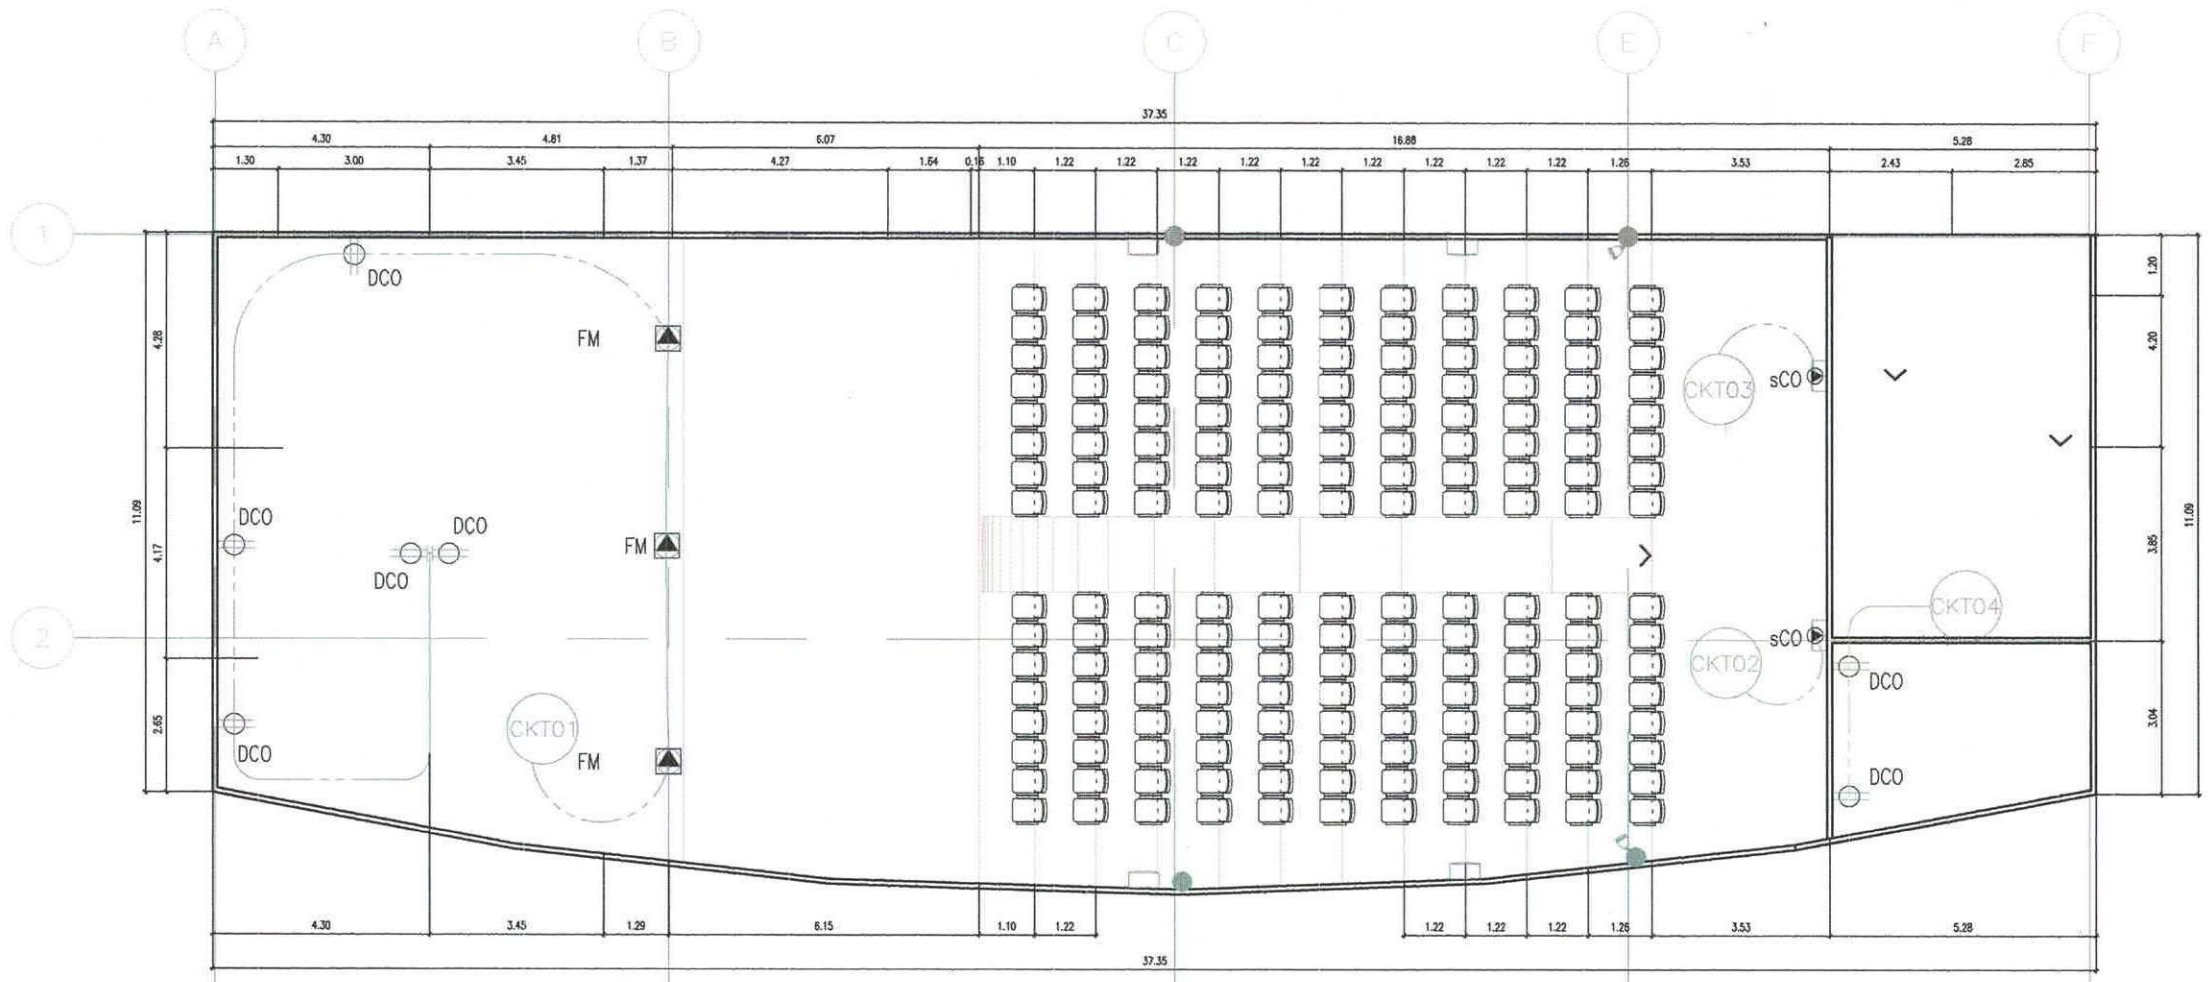 A B C E F
37.35
4.30 4.81 6.07 16.88 5.28
1.30 3.00 3.45 1.37 4.27 1.64 0.16 1.10 1.22 1.22 1.22 1.22 1.22 1.22 1.22 1.22 1.22 1.26 3.53 2.43 2.85
1
DCO
1.20
FM
4.28
4.20
sCO
CKT03
11.09
DCO
DCO
FM
DCO
4.17
3.85
11.09
CKT04
2
sCO
CKT02
DCO
2.65
CKT01
DCO
FM
3.04
DCO
4.30 3.45 1.29 6.15 1.10 1.22 1.22 1.22 1.22 1.26 3.53 5.28
37.35